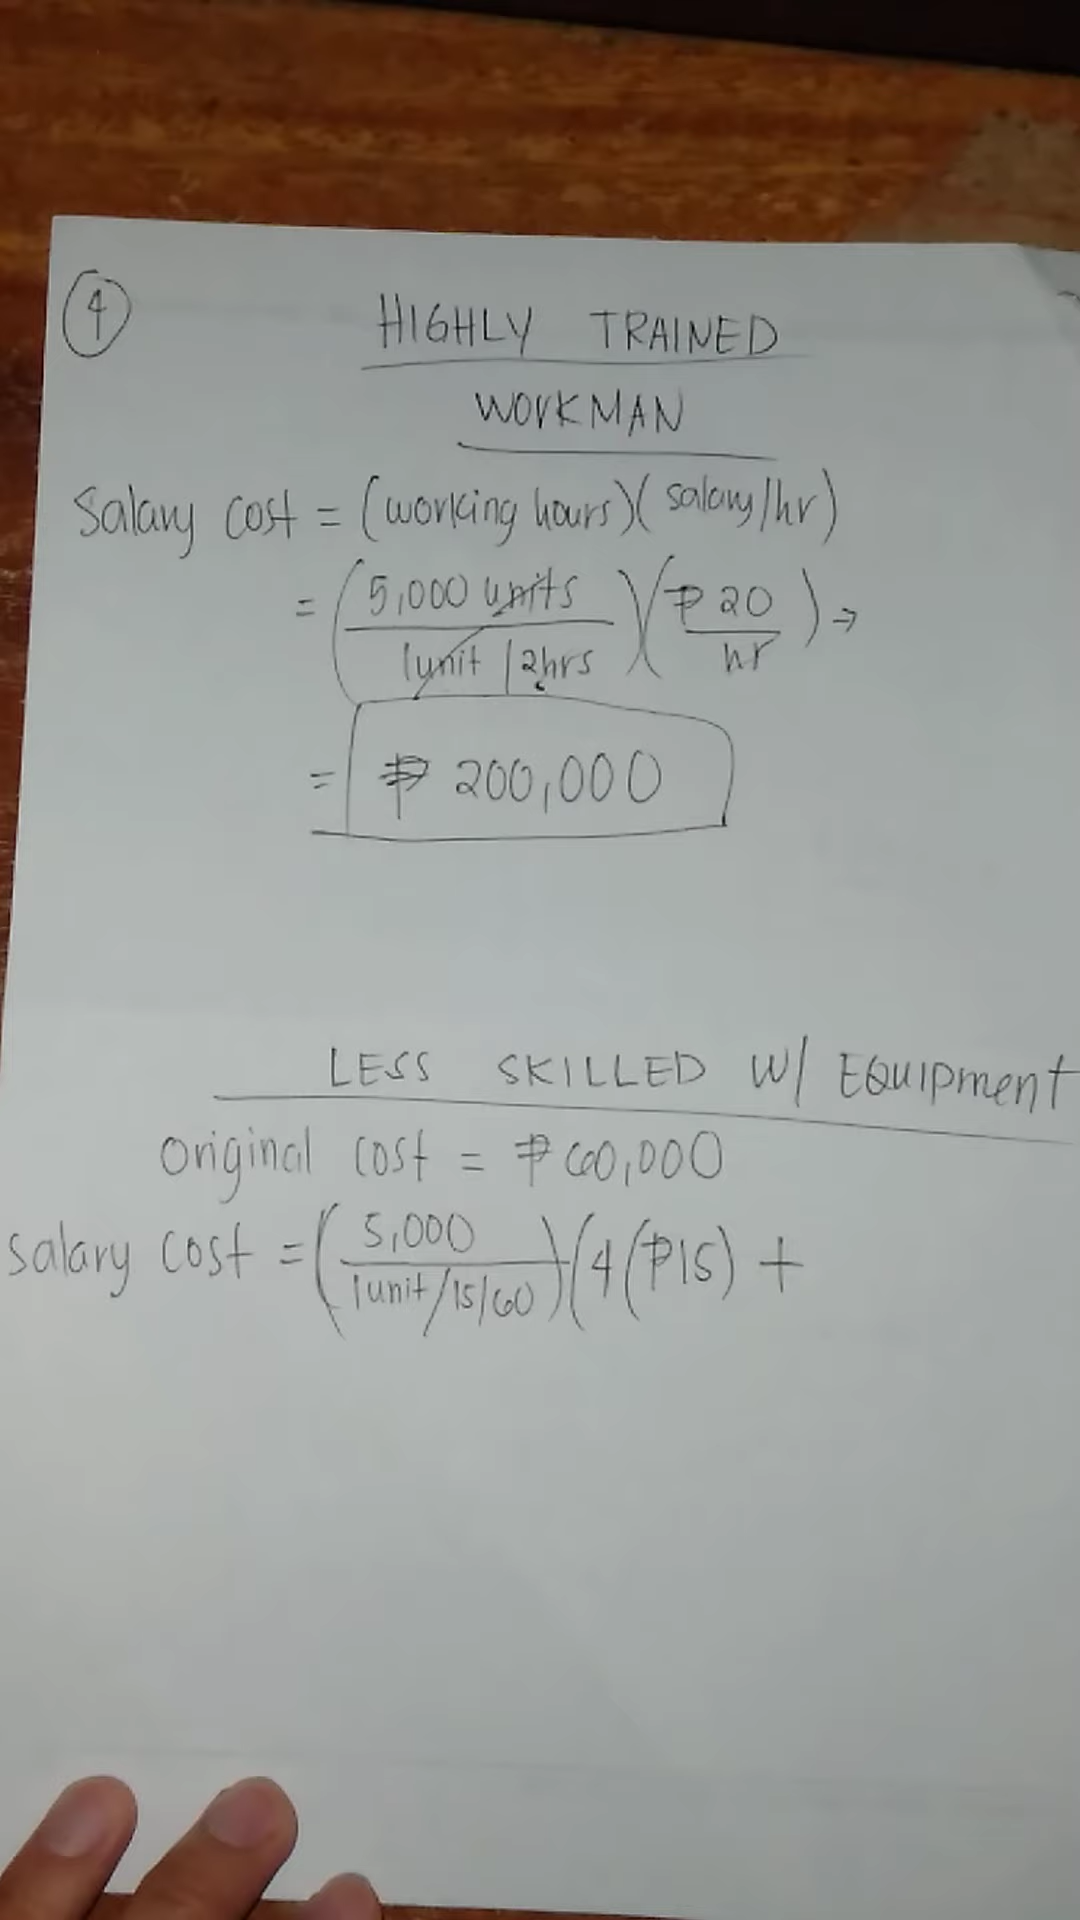 4
HIGHLY TRAINED
WORKMAN
Salary cost = (working hours)(salary/hr)
= (5,000 units / 1unit/2hrs)(₱20 / hr) →
= ₱ 200,000
LESS SKILLED W/ EQUIPMENT
Original cost = ₱60,000
Salary cost = (5,000 / 1unit/15/60)(4(₱15) +